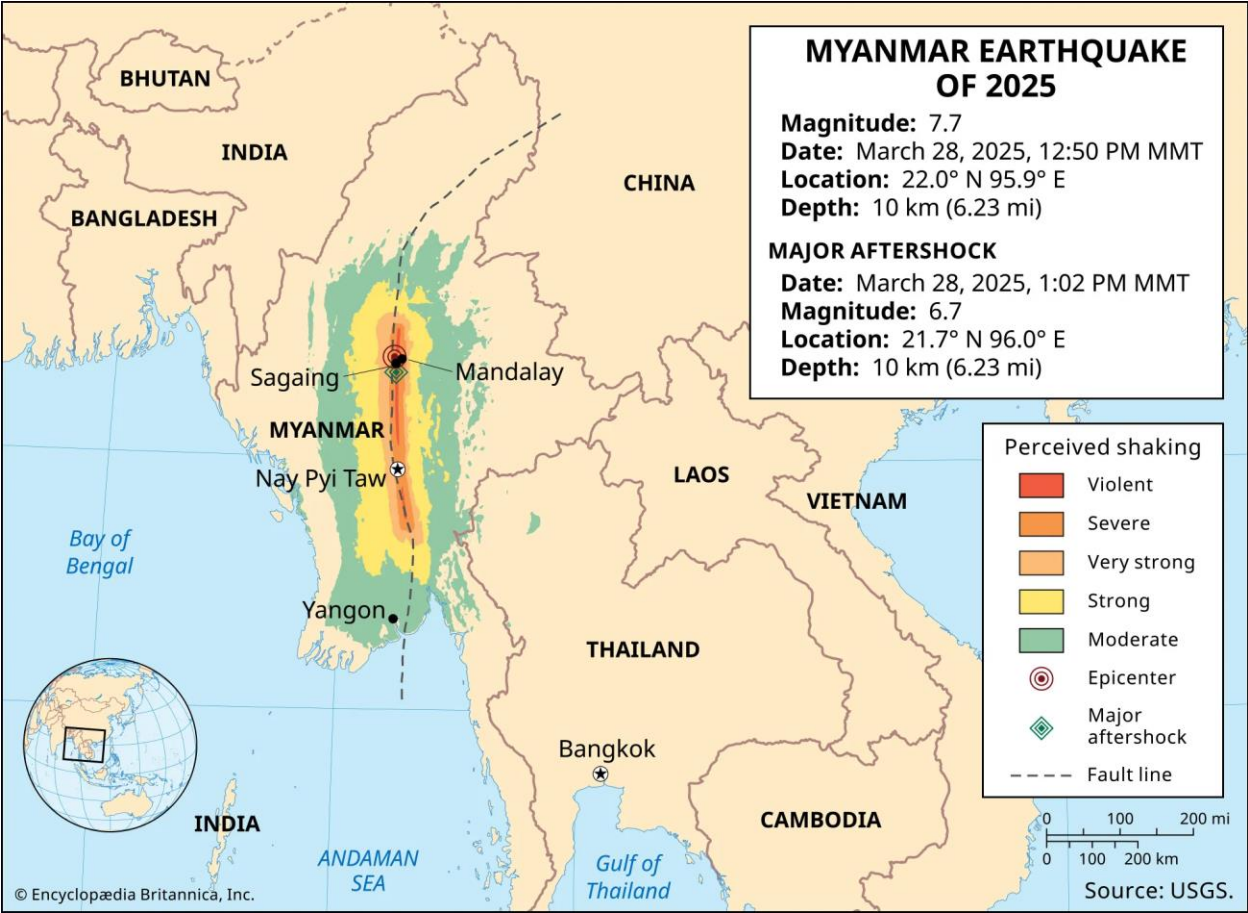 MYANMAR EARTHQUAKE
OF 2025
Magnitude: 7.7
Date: March 28, 2025, 12:50 PM MMT
Location: 22.0° N 95.9° E
Depth: 10 km (6.23 mi)
MAJOR AFTERSHOCK
Date: March 28, 2025, 1:02 PM MMT
Magnitude: 6.7
Location: 21.7° N 96.0° E
Depth: 10 km (6.23 mi)
BHUTAN
INDIA
CHINA
BANGLADESH
Sagaing
Mandalay
MYANMAR
Nay Pyi Taw
LAOS
VIETNAM
Bay of
Bengal
Yangon
THAILAND
Bangkok
INDIA
CAMBODIA
ANDAMAN
SEA
Gulf of
Thailand
Perceived shaking
Violent
Severe
Very strong
Strong
Moderate
Epicenter
Major
aftershock
Fault line
0 100 200 mi
0 100 200 km
© Encyclopædia Britannica, Inc.
Source: USGS.